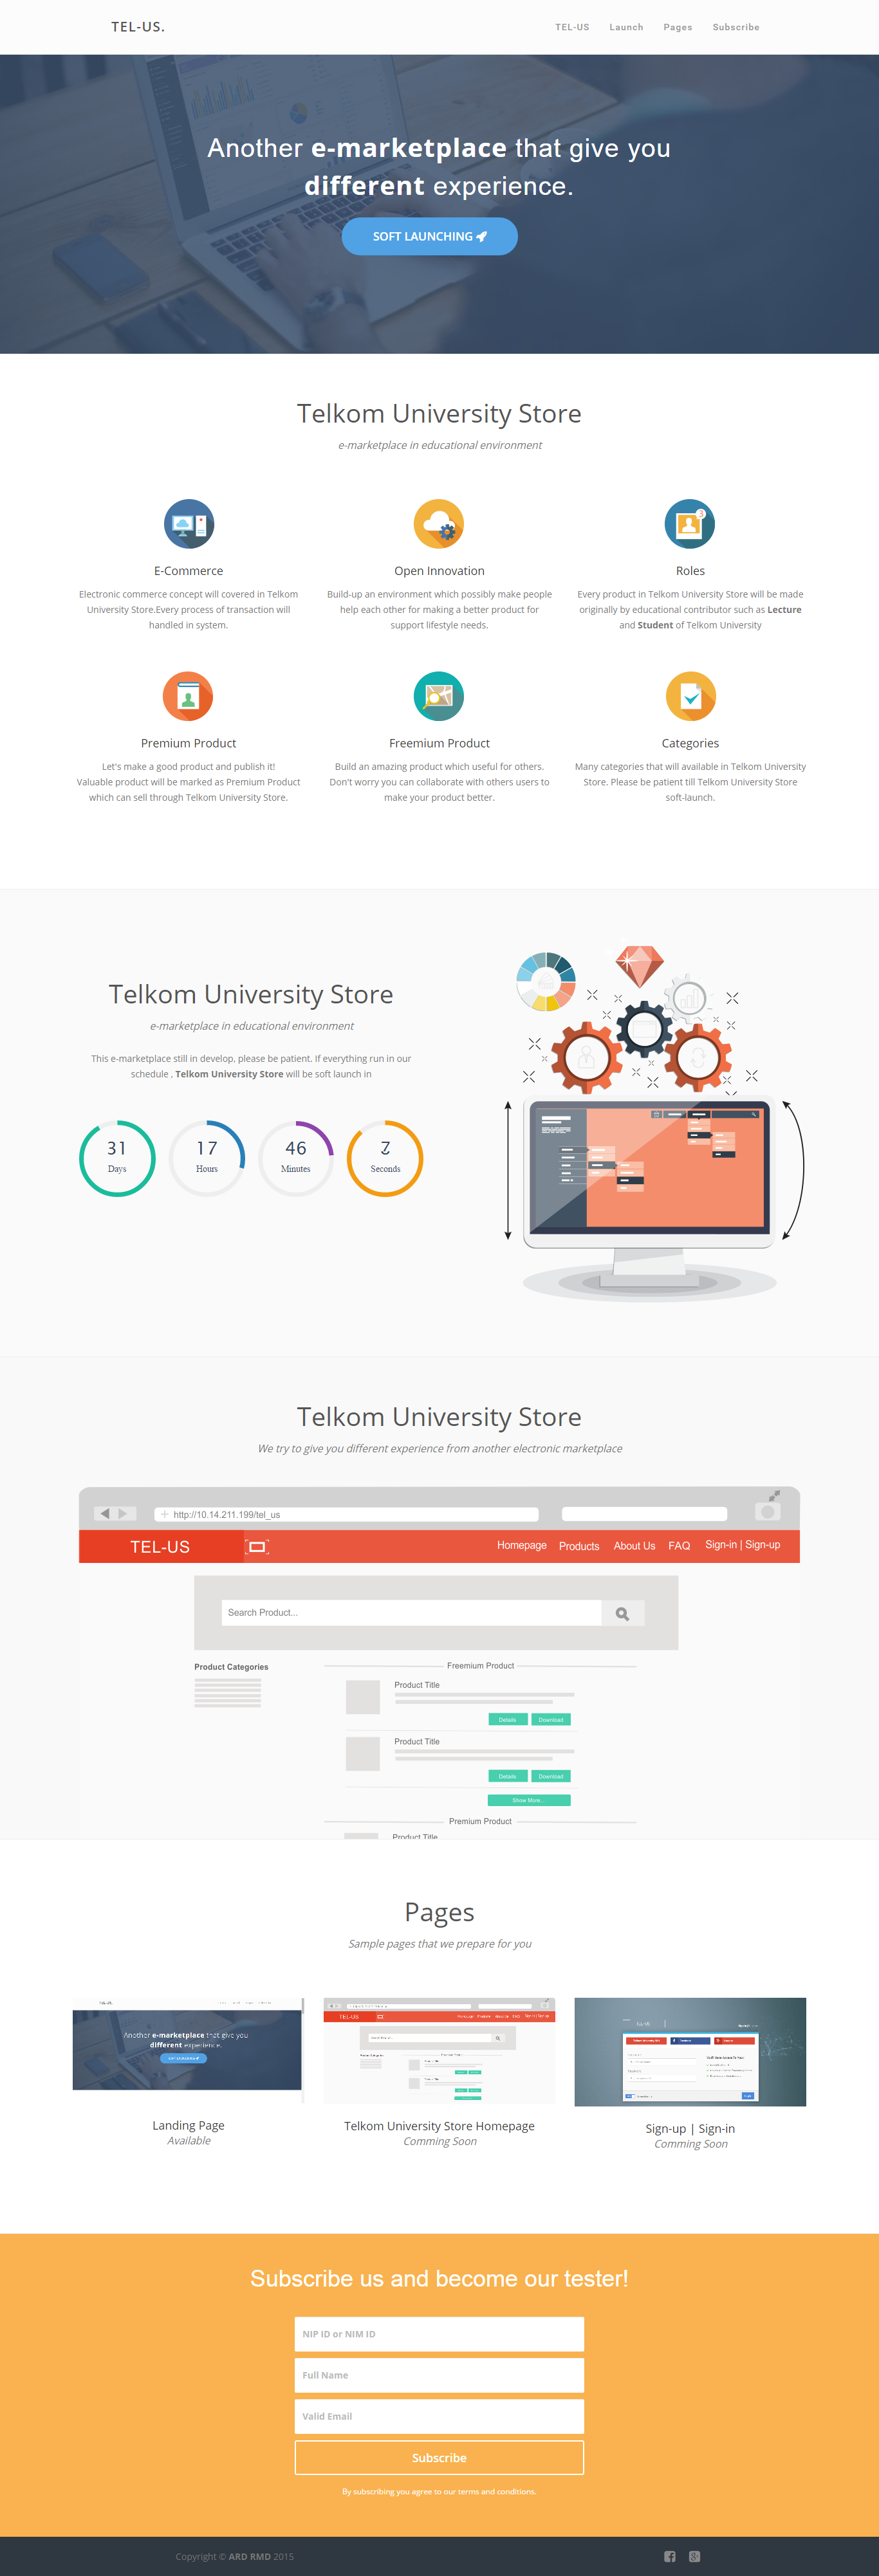 TEL-US.
TEL-US Launch Pages Subscribe
Another e-marketplace that give you
different experience.
SOFT LAUNCHING
Telkom University Store
e-marketplace in educational environment
E-Commerce
Electronic commerce concept will covered in Telkom
University Store.Every process of transaction will
handled in system.
Open Innovation
Build-up an environment which possibly make people
help each other for making a better product for
support lifestyle needs.
3
Roles
Every product in Telkom University Store will be made
originally by educational contributor such as Lecture
and Student of Telkom University
Premium Product
Let's make a good product and publish it!
Valuable product will be marked as Premium Product
which can sell through Telkom University Store.
Freemium Product
Build an amazing product which useful for others.
Don't worry you can collaborate with others users to
make your product better.
Categories
Many categories that will available in Telkom University
Store. Please be patient till Telkom University Store
soft-launch.
Telkom University Store
e-marketplace in educational environment
This e-marketplace still in develop, please be patient. If everything run in our
schedule , Telkom University Store will be soft launch in
31
Days
17
Hours
46
Minutes
2
Seconds
Telkom University Store
We try to give you different experience from another electronic marketplace
http://10.14.211.199/tel_us
TEL-US
Homepage Products About Us FAQ Sign-in | Sign-up
Search Product...
Product Categories
Freemium Product
Product Title
Details Download
Product Title
Details Download
Show More..
Premium Product
Product Title
Pages
Sample pages that we prepare for you
Another e-marketplace that give you
different experience.
TEL-US
Landing Page
Available
Telkom University Store Homepage
Comming Soon
Sign-up | Sign-in
Comming Soon
Subscribe us and become our tester!
NIP ID or NIM ID
Full Name
Valid Email
Subscribe
By subscribing you agree to our terms and conditions.
Copyright © ARD RMD 2015